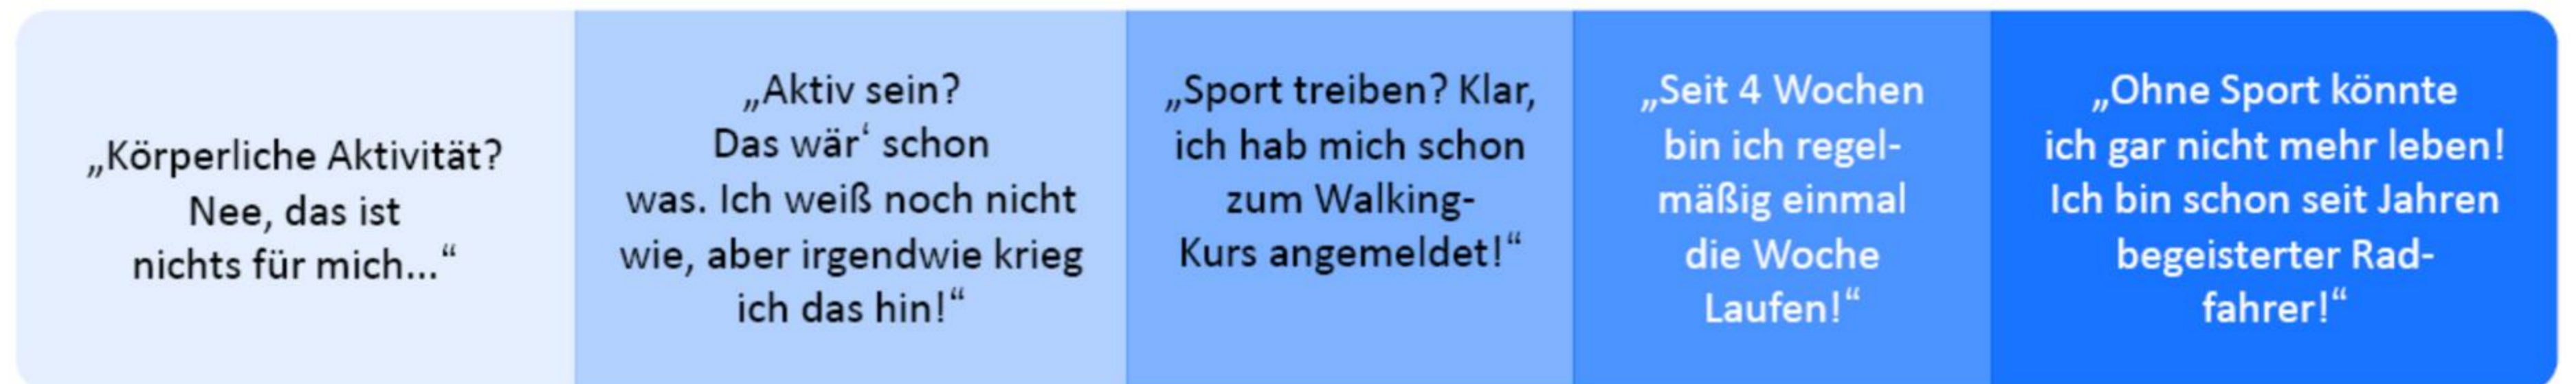 „Körperliche Aktivität?
Nee, das ist
nichts für mich...“
„Aktiv sein?
Das wär‘ schon
was. Ich weiß noch nicht
wie, aber irgendwie krieg
ich das hin!“
„Sport treiben? Klar,
ich hab mich schon
zum Walking-
Kurs angemeldet!“
„Seit 4 Wochen
bin ich regel-
mäßig einmal
die Woche
Laufen!“
„Ohne Sport könnte
ich gar nicht mehr leben!
Ich bin schon seit Jahren
begeisterter Rad-
fahrer!“